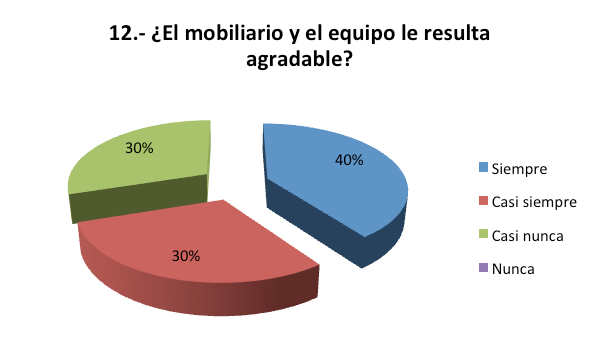 12.- ¿El mobiliario y el equipo le resulta
agradable?
30%
40%
30%
Siempre
Casi siempre
Casi nunca
Nunca